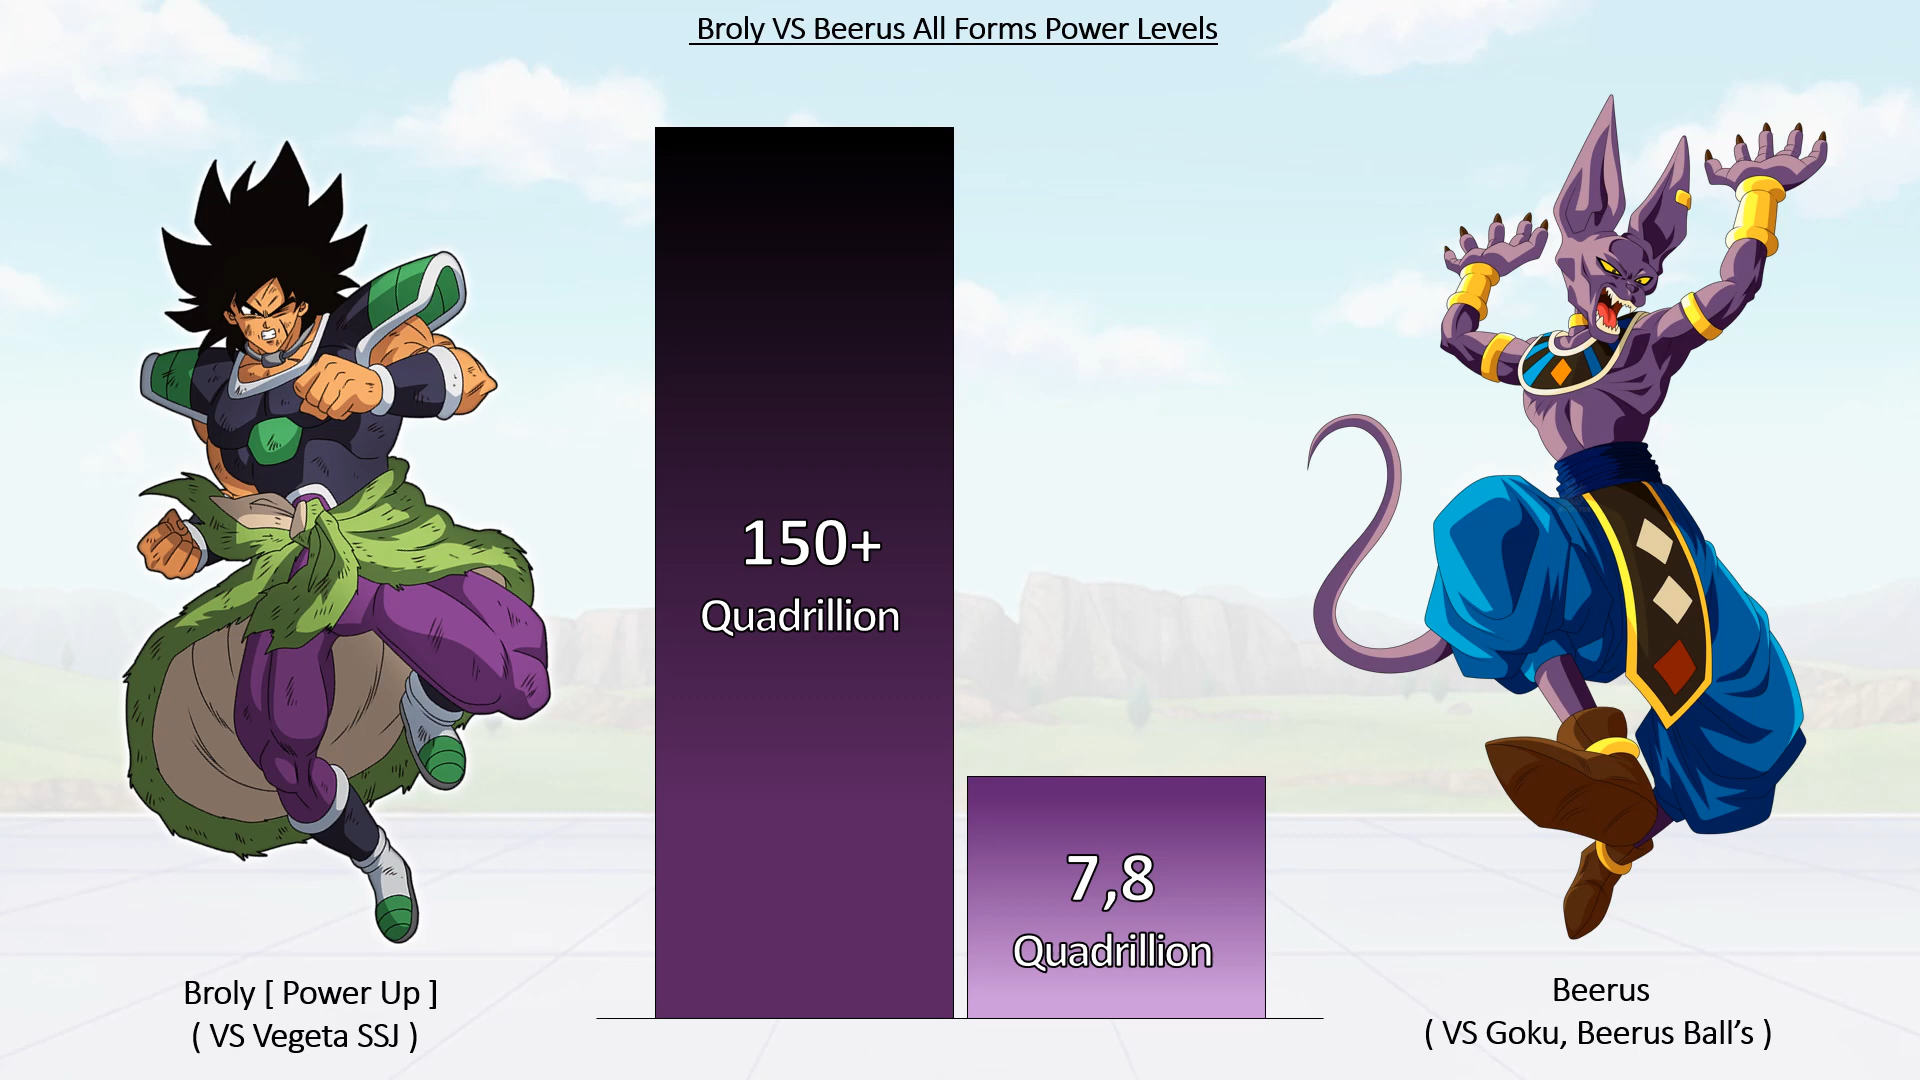 Broly VS Beerus All Forms Power Levels
150+
Quadrillion
7,8
Quadrillion
Broly [ Power Up ]
( VS Vegeta SSJ )
Beerus
( VS Goku, Beerus Ball’s )